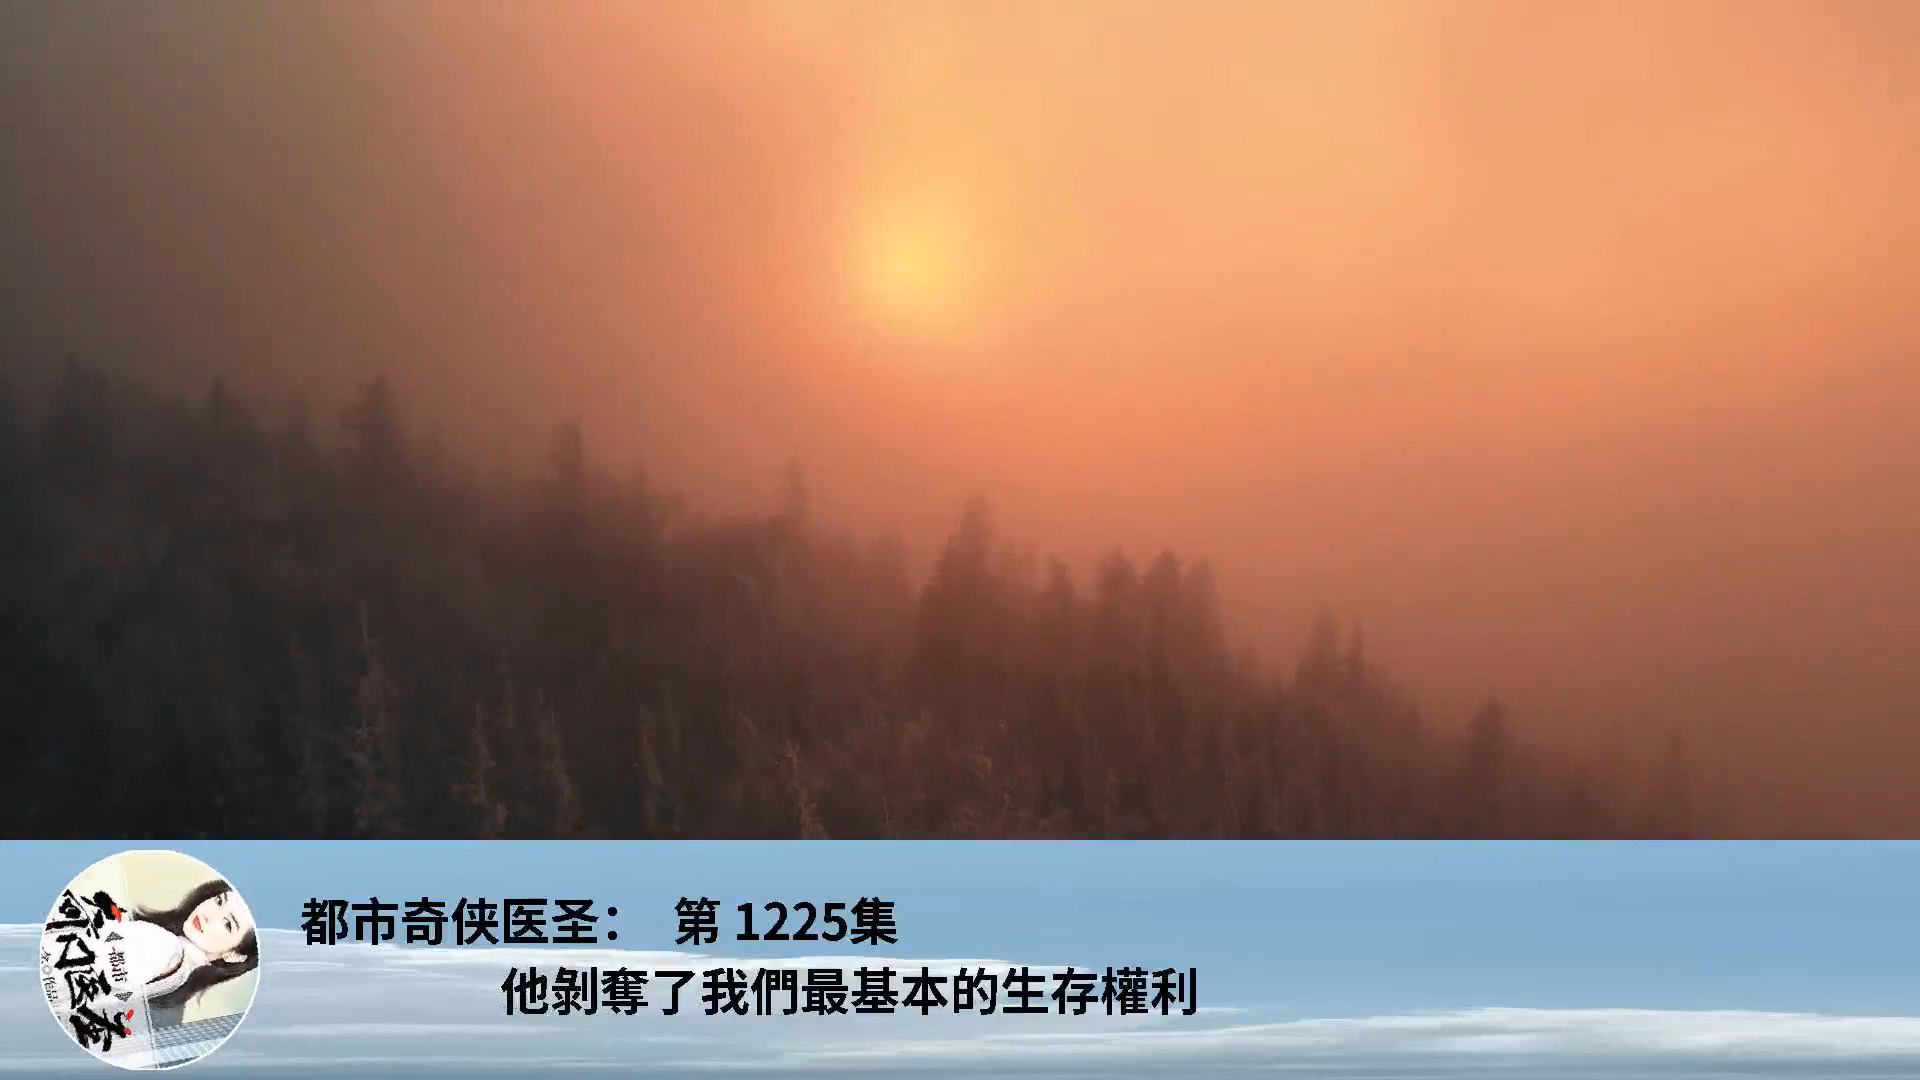 都市奇侠医圣： 第 1225集
他剝奪了我們最基本的生存權利